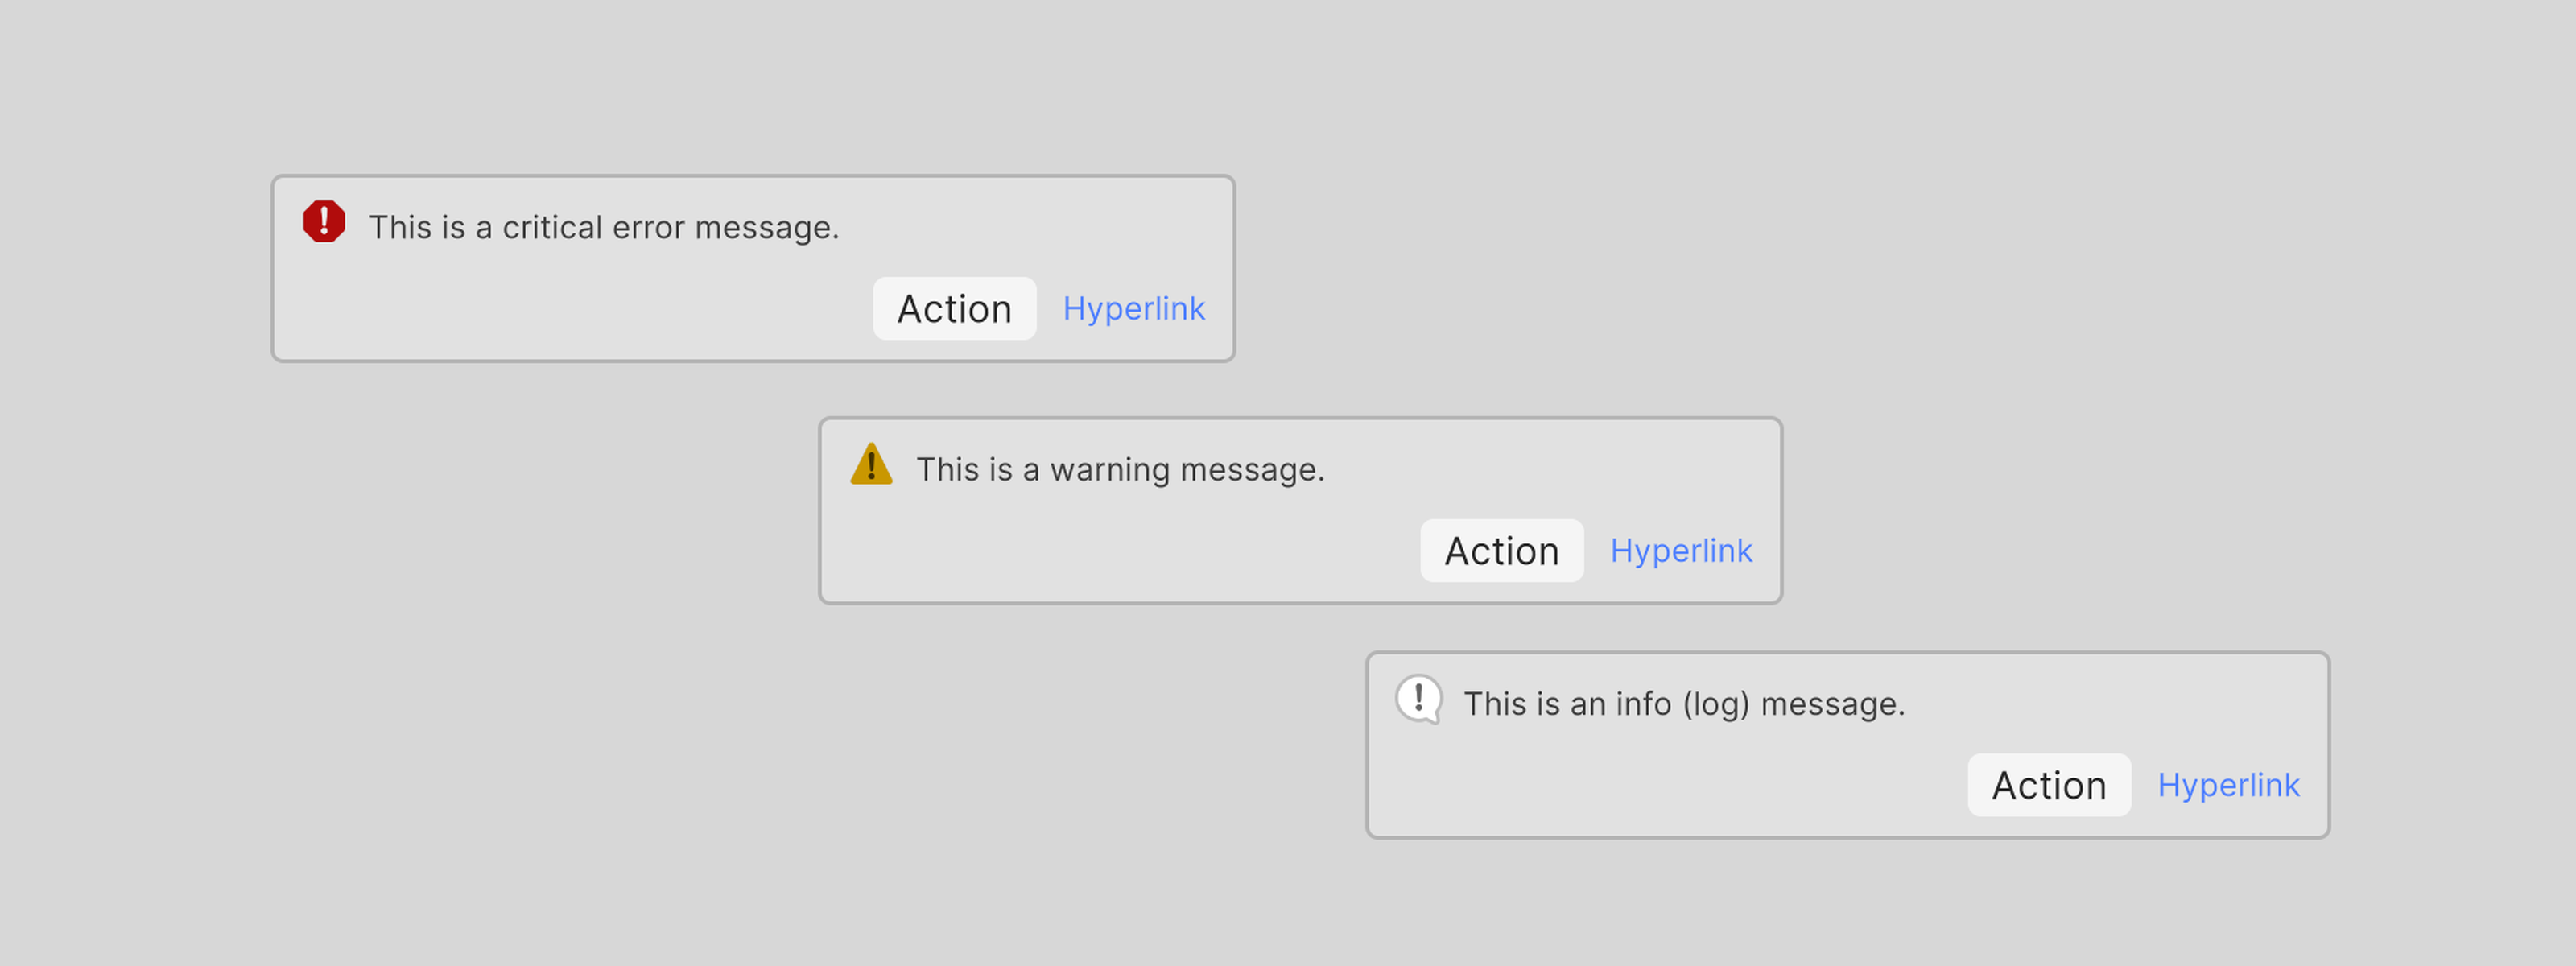 This is a critical error message.
Action Hyperlink
This is a warning message.
Action Hyperlink
This is an info (log) message.
Action Hyperlink